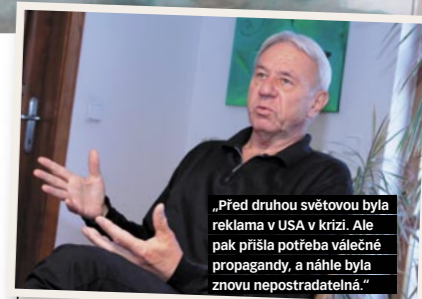 „Před druhou světovou byla
reklama v USA v krizi. Ale
pak přišla potřeba válečné
propagandy, a náhle byla
znovu nepostradatelná.“